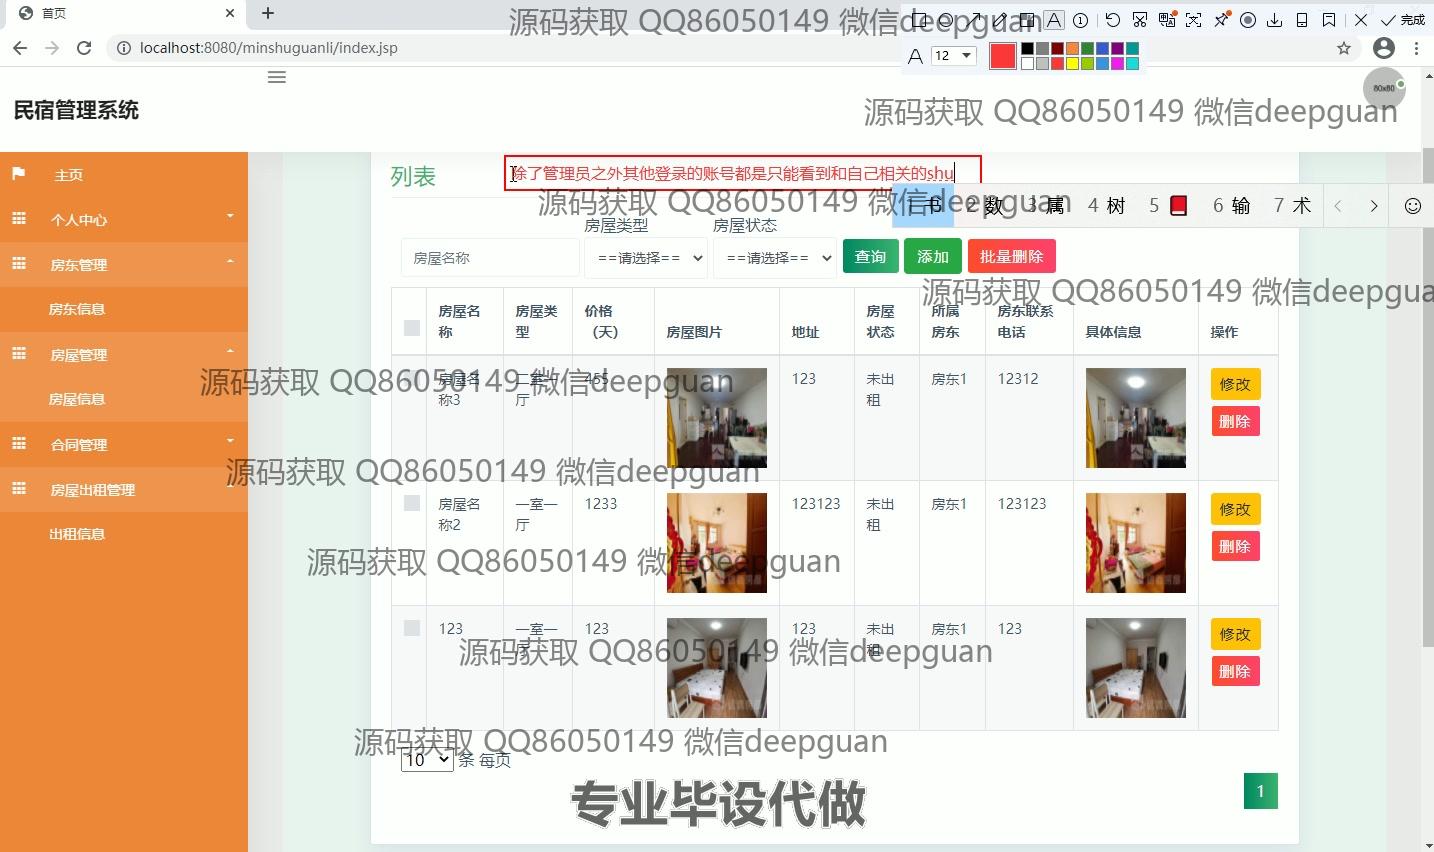 首页
源码获取 QQ86050149 微信deepguan
完成
localhost:8080/minshuguanli/index.jsp
12
80x80
民宿管理系统
源码获取 QQ86050149 微信deepguan
主页
个人中心
房东管理
房东信息
房屋管理
房屋信息
合同管理
房屋出租管理
出租信息
列表
除了管理员之外其他登录的账号都是只能看到和自己相关的shu
源码获取 QQ86050149 微信deepguan
1 书 2 数 3 属 4 树 5 6 输 7 术
房屋类型 房屋状态
房屋名称 ==请选择== ==请选择== 查询 添加 批量删除
源码获取 QQ86050149 微信deepgua
房屋名称 房屋类型 价格(天) 房屋图片 地址 房屋状态 所属房东 房东联系电话 具体信息 操作
源码获取 QQ86050149 微信deepguan
房屋名称3 二室一厅 455 123 未出租 房东1 12312 修改 删除
源码获取 QQ86050149 微信deepguan
房屋名称2 一室一厅 1233 123123 未出租 房东1 123123 修改 删除
源码获取 QQ86050149 微信deepguan
123 一室一厅 123 123 未出租 房东1 123 修改 删除
源码获取 QQ86050149 微信deepguan
源码获取 QQ86050149 微信deepguan
10 条 每页
专业毕设代做
1